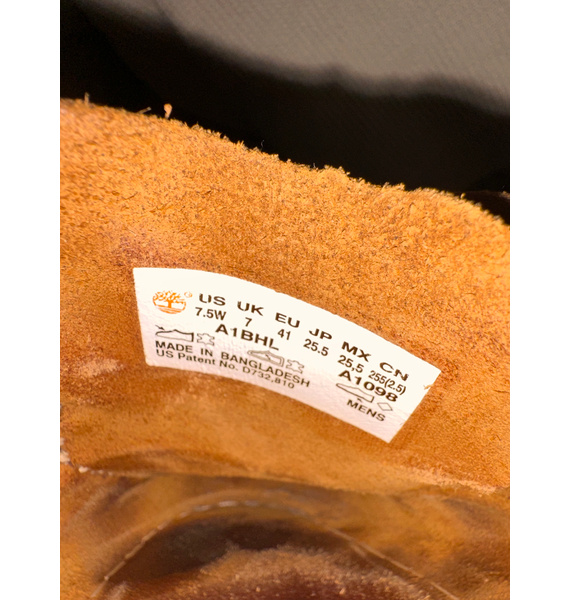 US UK EU JP MX CN
7.5W 7 41 25.5 25,5 255(2.5)
A1BHL A1098
MADE IN BANGLADESH MENS
US Patent No. D732,810